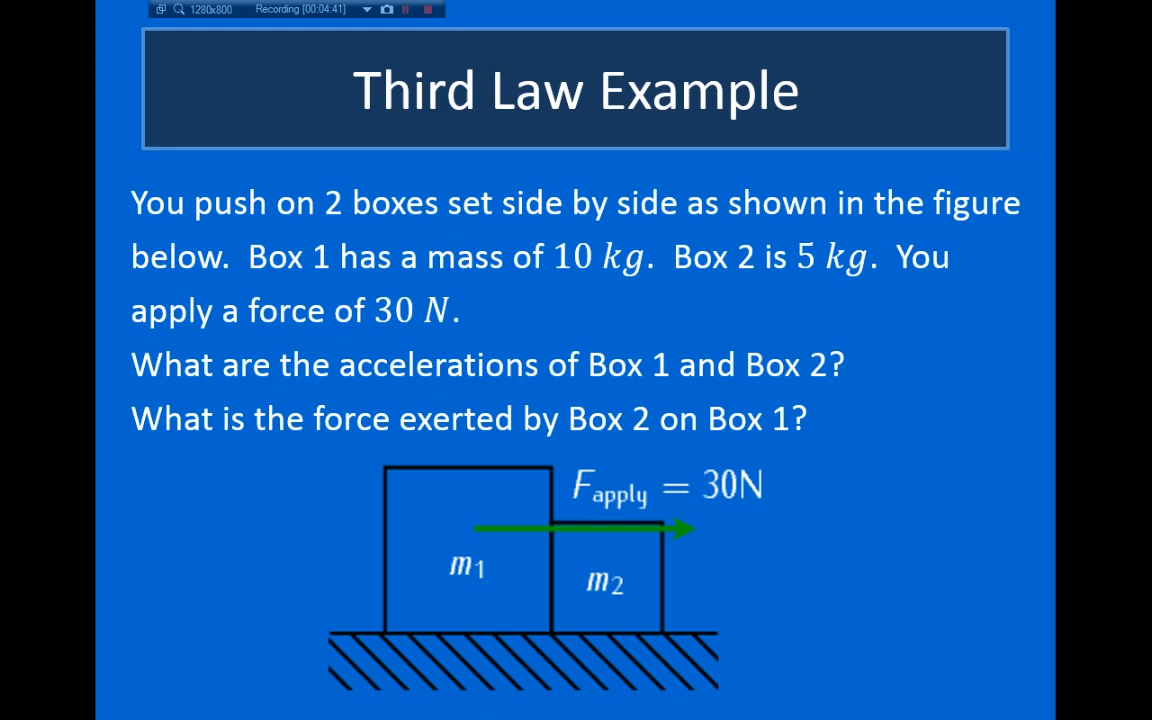 1280x800 Recording [00:04:41]
Third Law Example
You push on 2 boxes set side by side as shown in the figure
below. Box 1 has a mass of 10 kg. Box 2 is 5 kg. You
apply a force of 30 N.
What are the accelerations of Box 1 and Box 2?
What is the force exerted by Box 2 on Box 1?
Fapply = 30N
m1
m2